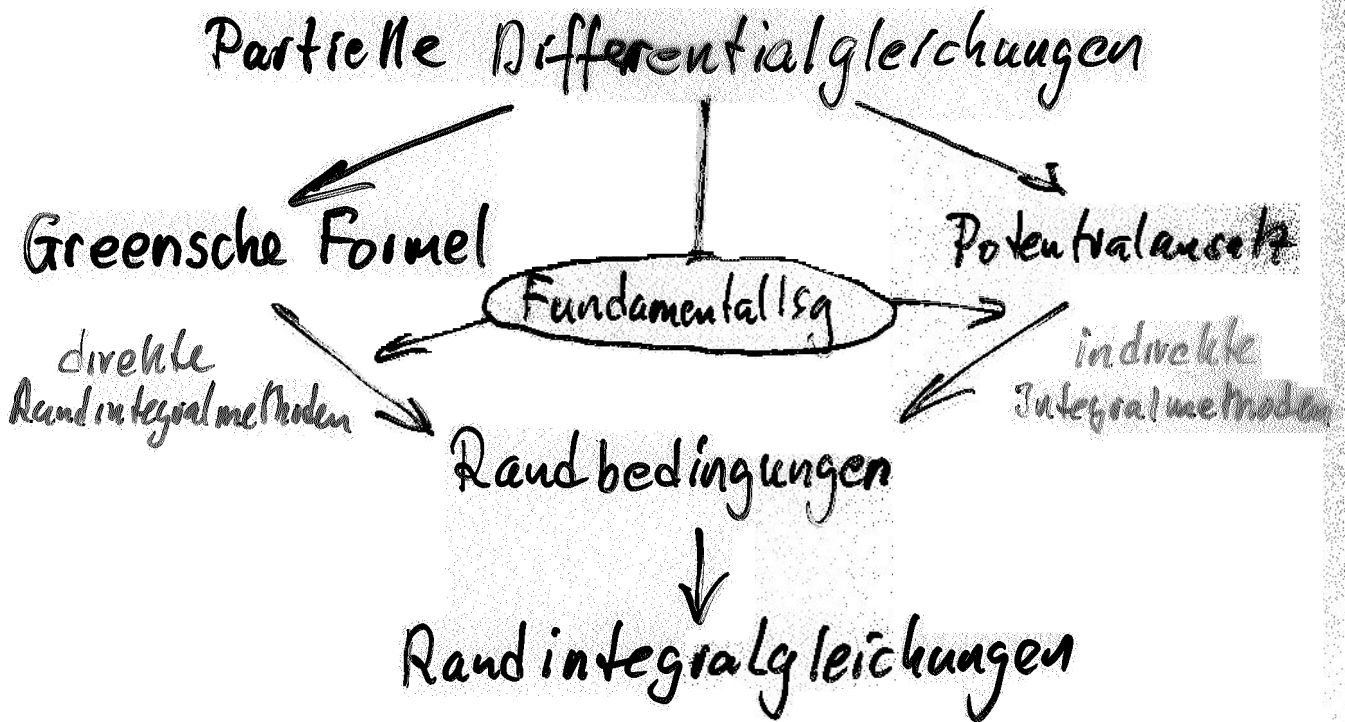 Partielle Differentialgleichungen
Greensche Formel
Potentialansatz
Fundamentallsg
direkte
Randintegralmethoden
indirekte
Integralmethoden
Randbedingungen
Randintegralgleichungen